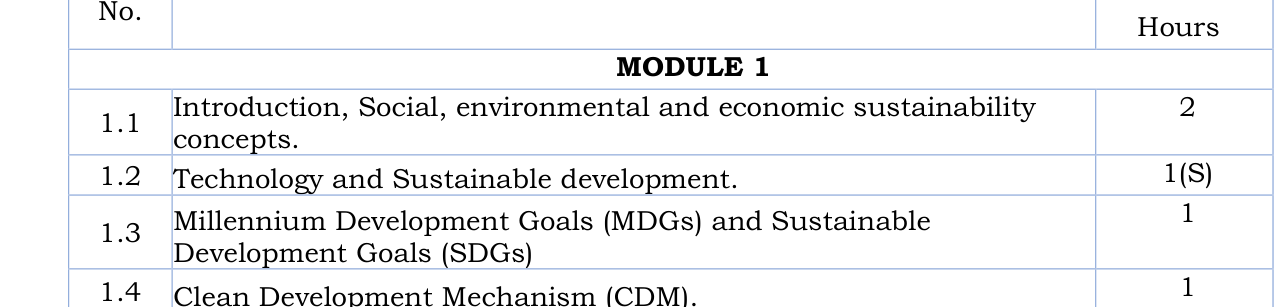 No.
Hours
MODULE 1
1.1
Introduction, Social, environmental and economic sustainability
concepts.
2
1.2
Technology and Sustainable development.
1(S)
1.3
Millennium Development Goals (MDGs) and Sustainable
Development Goals (SDGs)
1
1.4
Clean Development Mechanism (CDM).
1